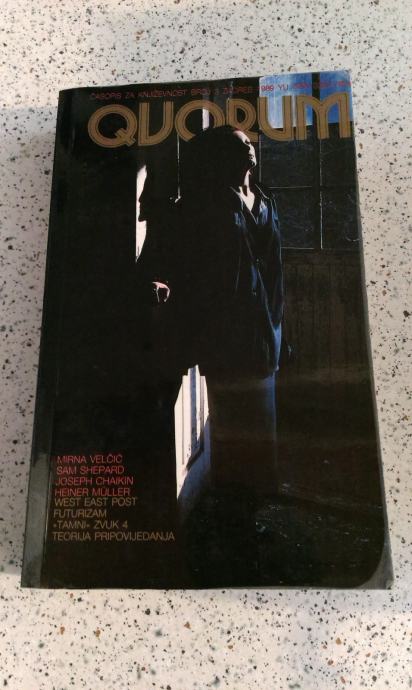 ČASOPIS ZA KNJIŽEVNOST BROJ 3 ZAGREB 1989 YU
QUORUM
MIRNA VELČIĆ
SAM SHEPARD
JOSEPH CHAIKIN
HEINER MÜLLER
WEST EAST POST
FUTURIZAM
»TAMNI« ZVUK 4
TEORIJA PRIPOVIJEDANJA